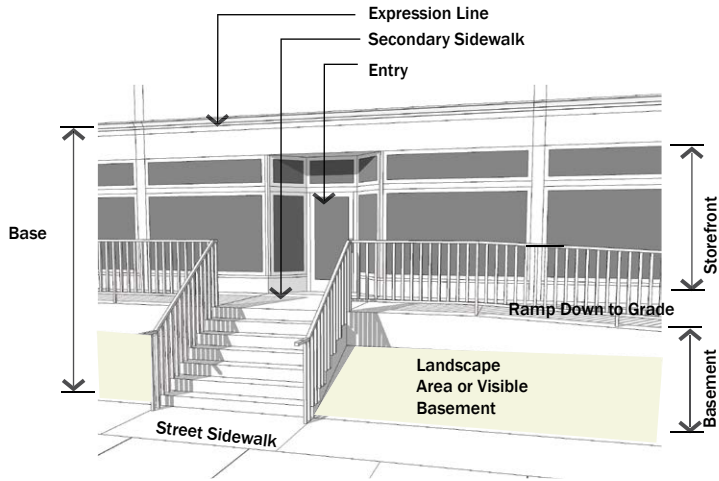 Expression Line
Secondary Sidewalk
Entry
Base
Storefront
Ramp Down to Grade
Landscape
Area or Visible
Basement
Basement
Street Sidewalk